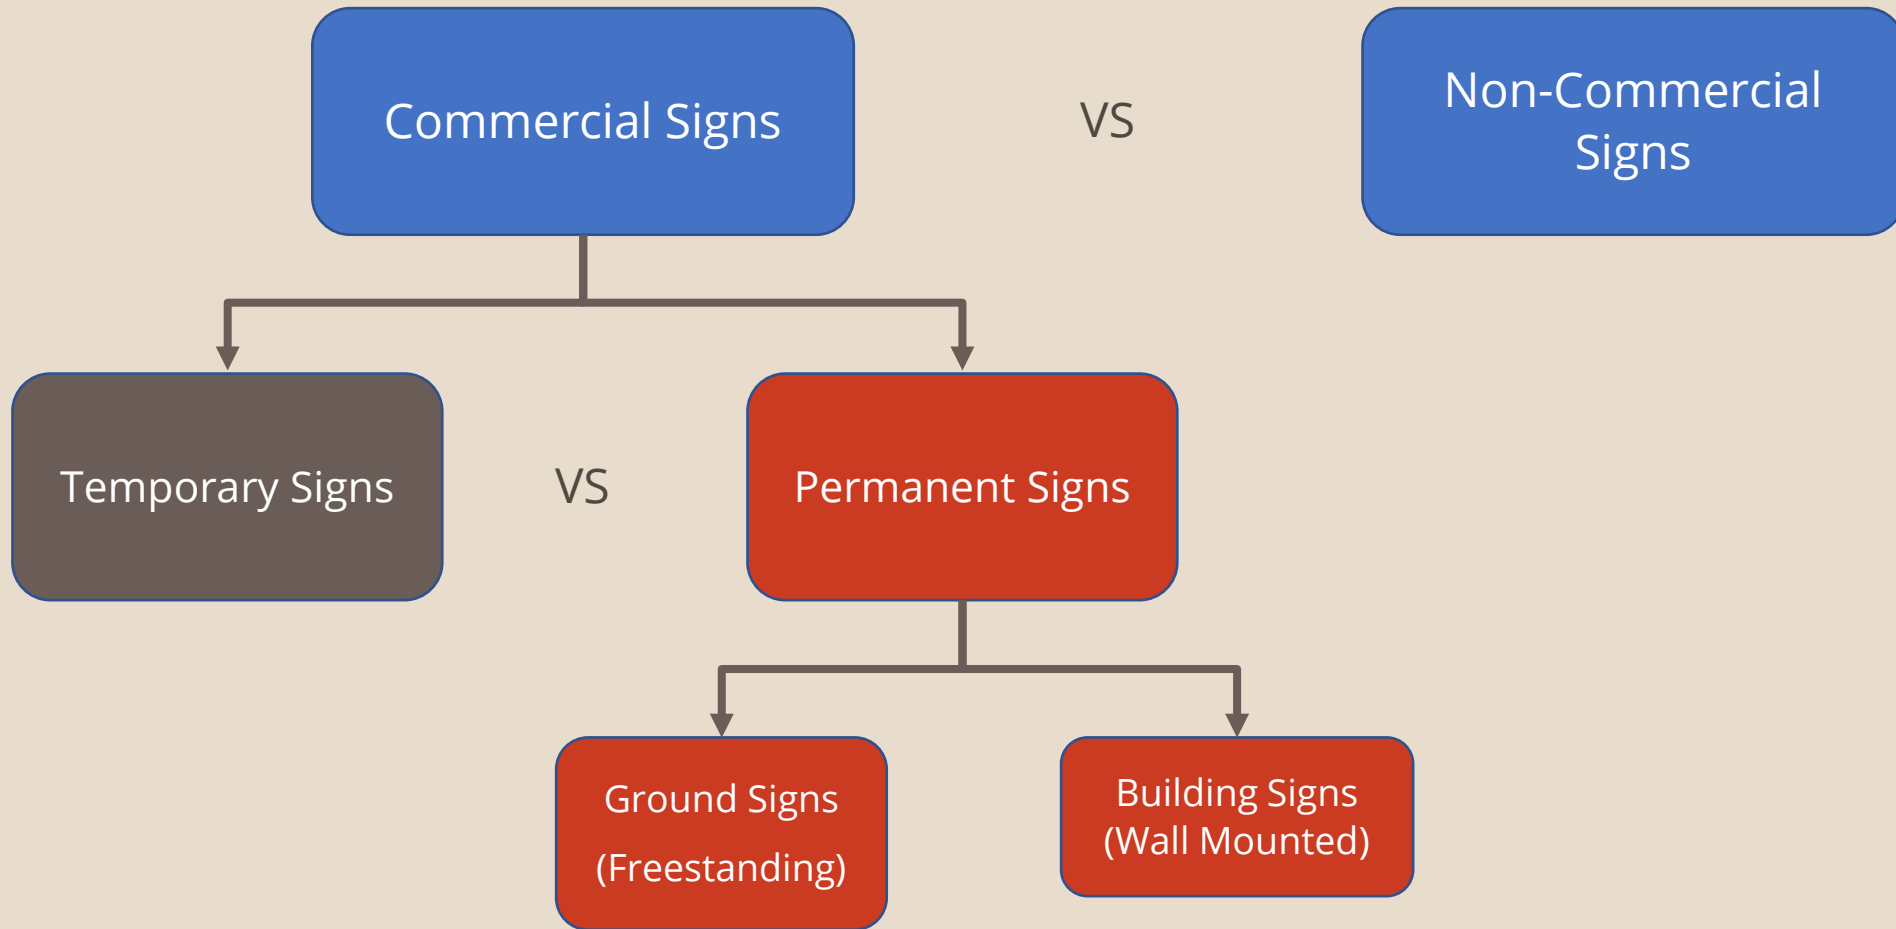 Commercial Signs
VS
Non-Commercial
Signs
Temporary Signs
VS
Permanent Signs
Ground Signs
(Freestanding)
Building Signs
(Wall Mounted)